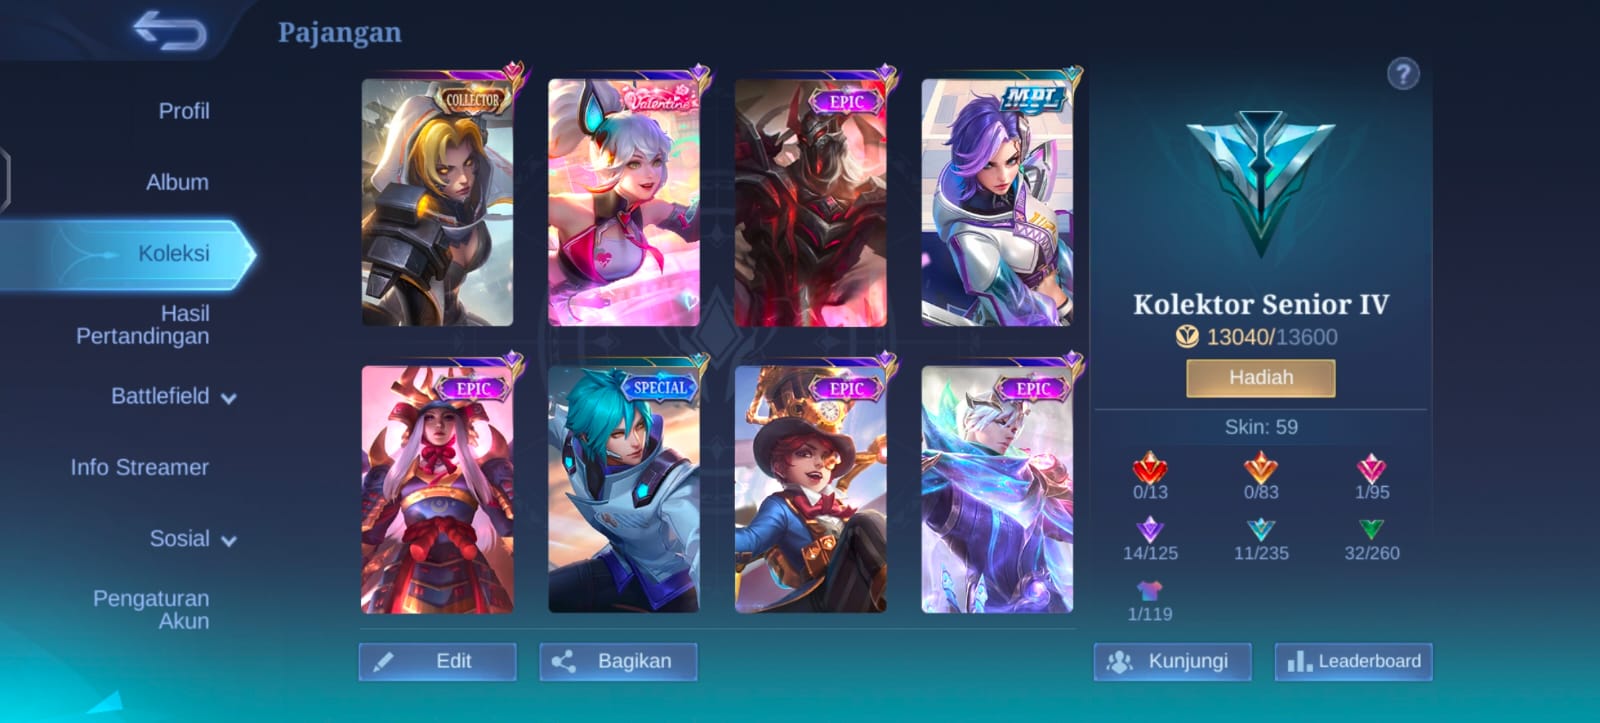 Pajangan
Profil
Album
Koleksi
Hasil
Pertandingan
Battlefield
Info Streamer
Sosial
Pengaturan
Akun
COLLECTOR
Valentine
EPIC
MPL
EPIC
SPECIAL
EPIC
EPIC
Edit
Bagikan
?
Kolektor Senior IV
13040/13600
Hadiah
Skin: 59
0/13
0/83
1/95
14/125
11/235
32/260
1/119
Kunjungi
Leaderboard